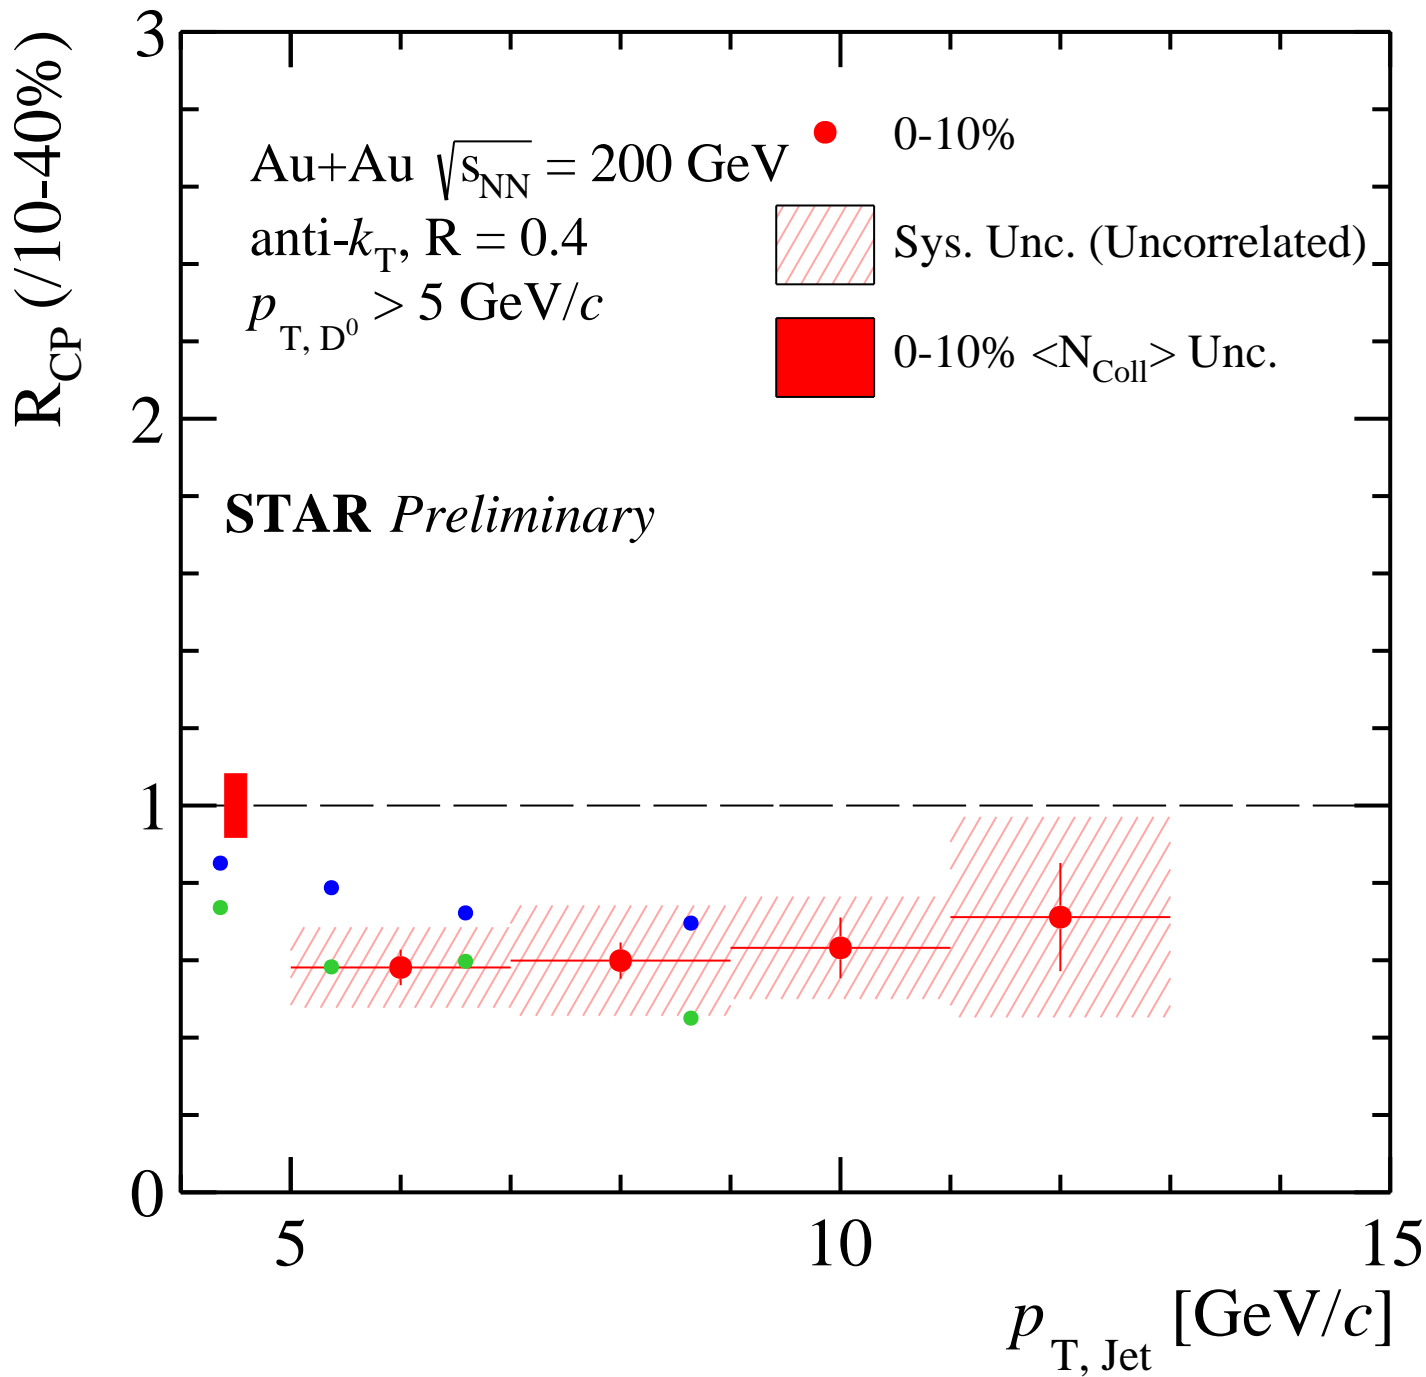 R_CP (/10-40%)
3
2
1
0
Au+Au √s_NN = 200 GeV
anti-k_T, R = 0.4
p_T, D^0 > 5 GeV/c
0-10%
Sys. Unc. (Uncorrelated)
0-10% <N_Coll> Unc.
STAR Preliminary
5
10
15
p_T, Jet [GeV/c]